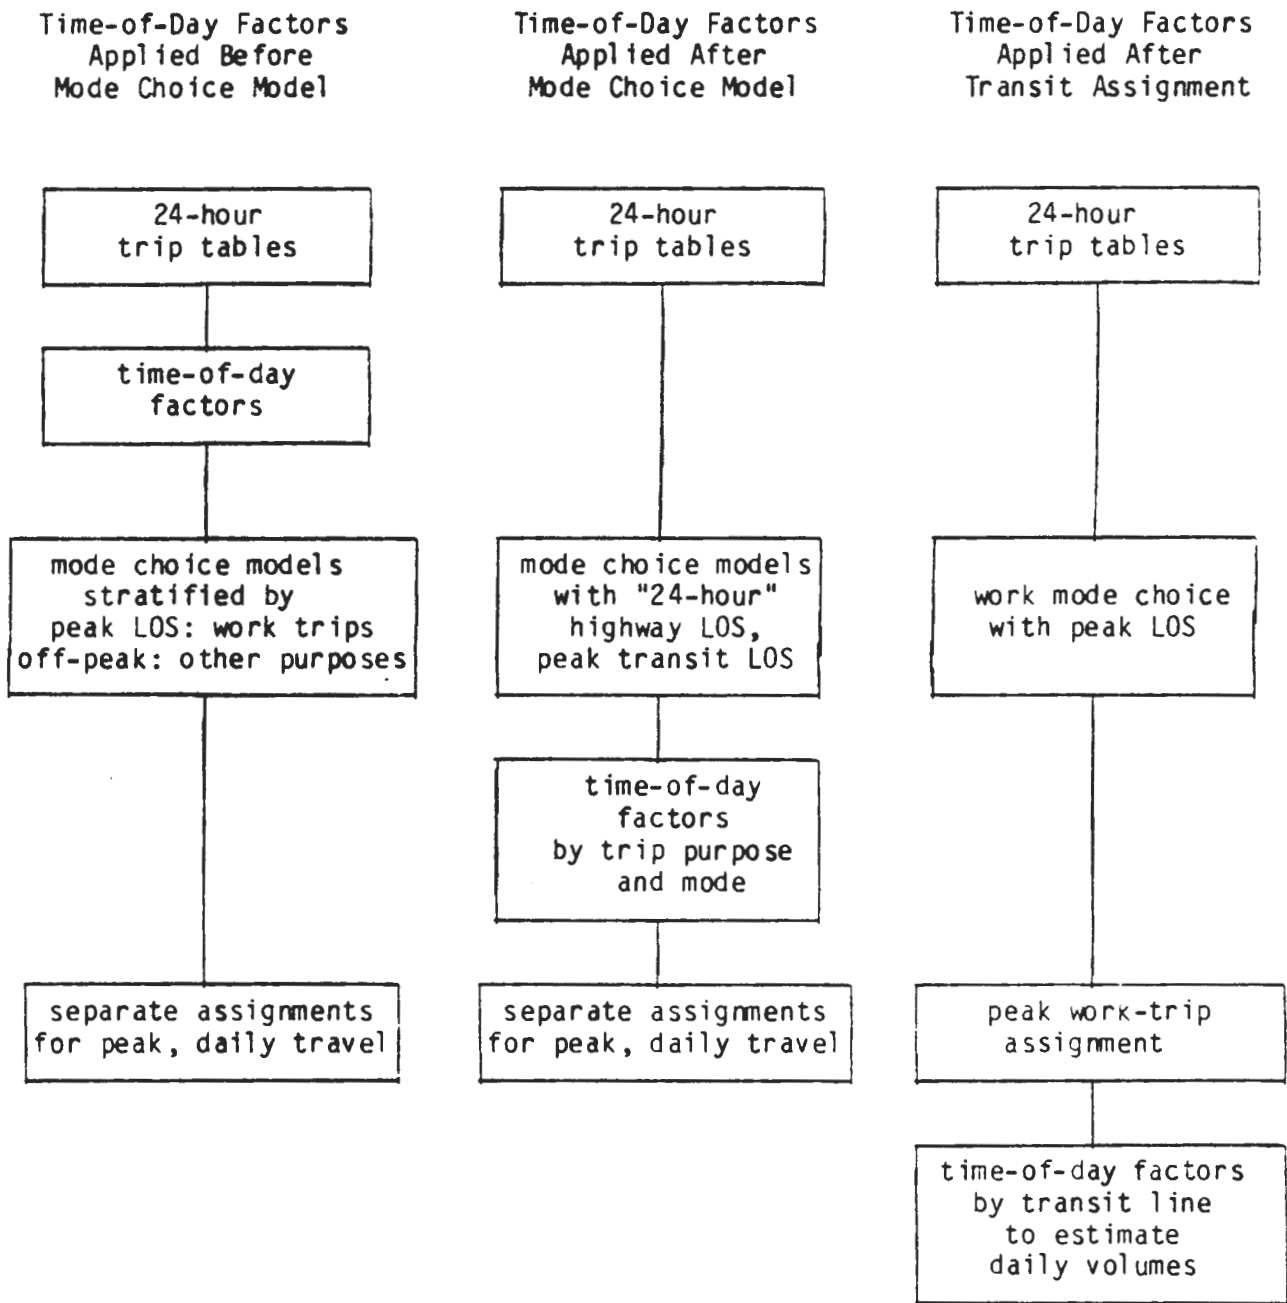 Time-of-Day Factors
Applied Before
Mode Choice Model
24-hour
trip tables
time-of-day
factors
mode choice models
stratified by
peak LOS: work trips
off-peak: other purposes
separate assignments
for peak, daily travel
Time-of-Day Factors
Applied After
Mode Choice Model
24-hour
trip tables
mode choice models
with "24-hour"
highway LOS,
peak transit LOS
time-of-day
factors
by trip purpose
and mode
separate assignments
for peak, daily travel
Time-of-Day Factors
Applied After
Transit Assignment
24-hour
trip tables
work mode choice
with peak LOS
peak work-trip
assignment
time-of-day factors
by transit line
to estimate
daily volumes